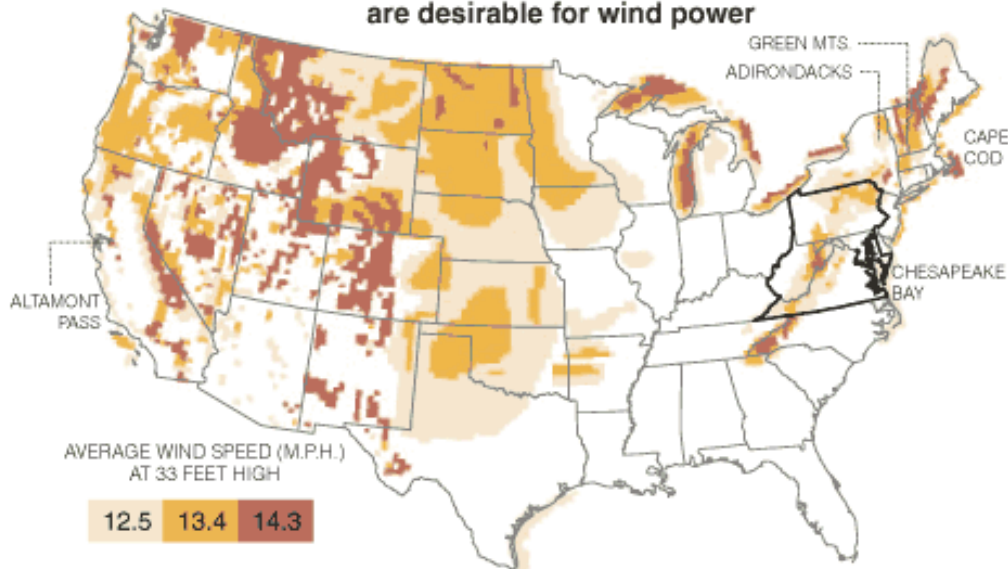 are desirable for wind power
GREEN MTS.
ADIRONDACKS
CAPE
COD
CHESAPEAKE
BAY
ALTAMONT
PASS
AVERAGE WIND SPEED (M.P.H.)
AT 33 FEET HIGH
12.5 13.4 14.3